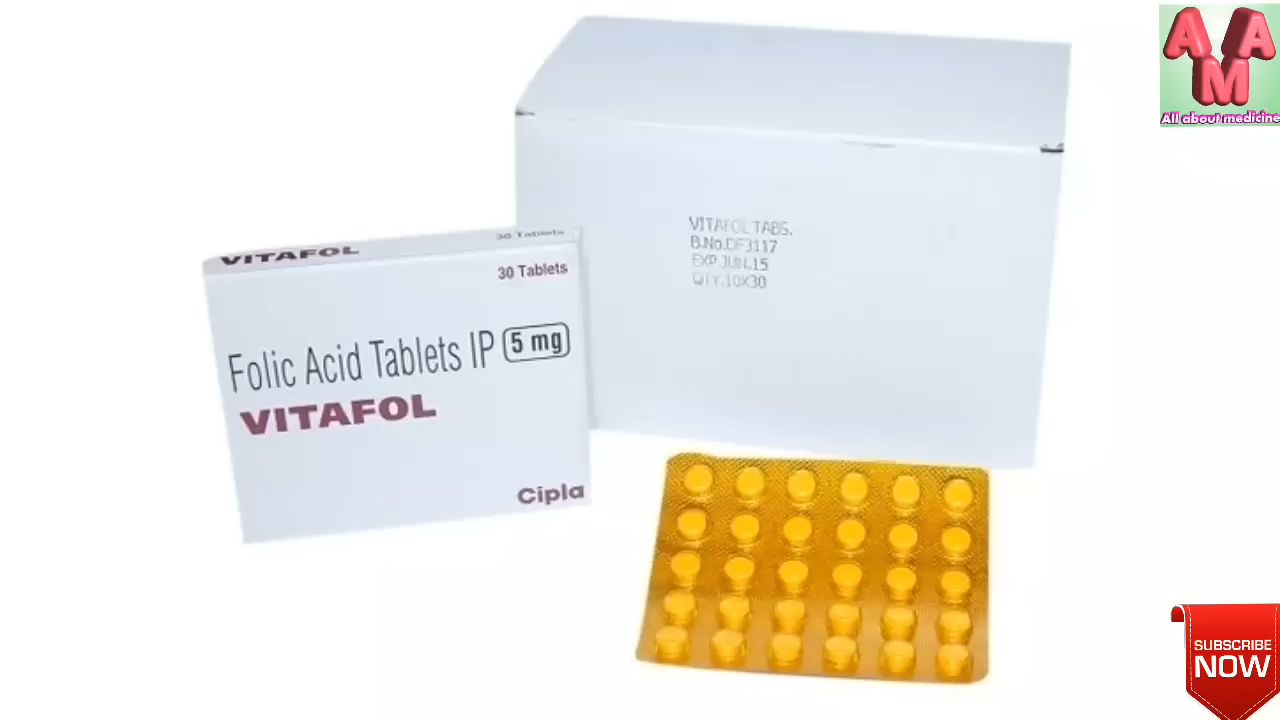 VITAFOL
30 Tablets
30 Tablets
Folic Acid Tablets IP 5 mg
VITAFOL
Cipla
VITAFOL TABS.
B.No.DF3117
EXP.JUN.15
QTY.10X30
A A
M
All about medicine
SUBSCRIBE
NOW